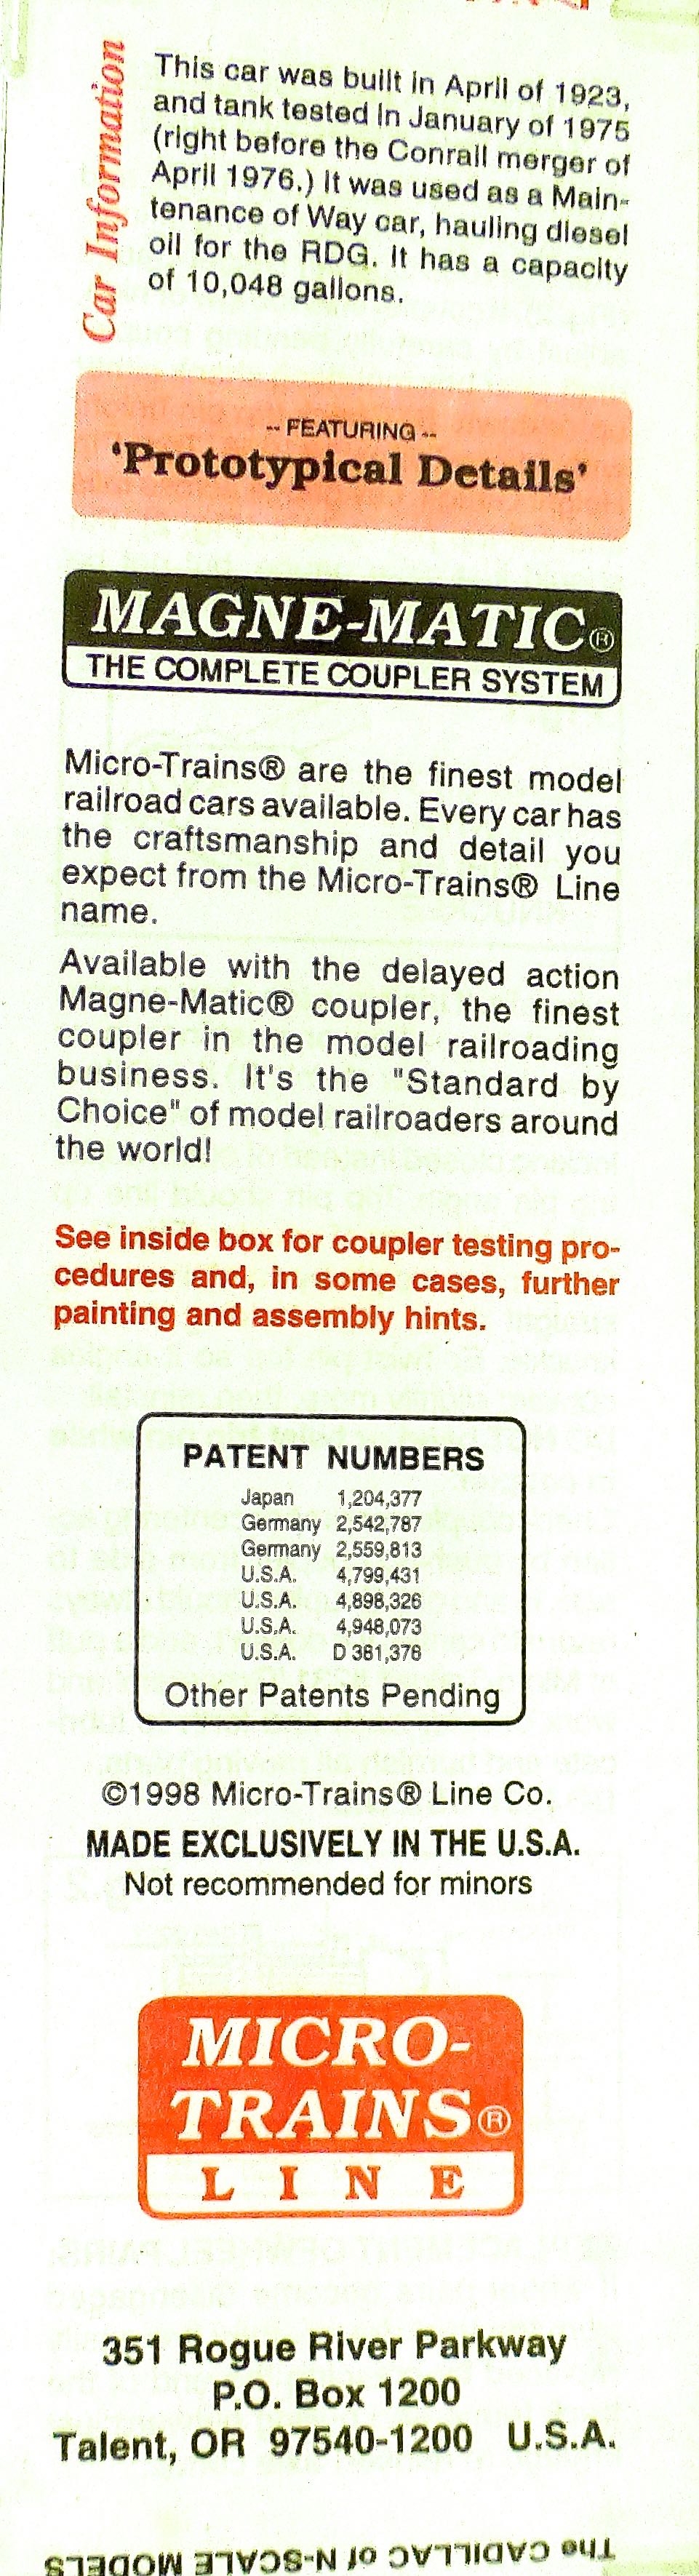 Car Information
This car was built in April of 1923,
and tank tested in January of 1975
(right before the Conrail merger of
April 1976.) It was used as a Main-
tenance of Way car, hauling diesel
oil for the RDG. It has a capacity
of 10,048 gallons.
-- FEATURING --
'Prototypical Details'
MAGNE-MATIC®
THE COMPLETE COUPLER SYSTEM
Micro-Trains® are the finest model
railroad cars available. Every car has
the craftsmanship and detail you
expect from the Micro-Trains® Line
name.
Available with the delayed action
Magne-Matic® coupler, the finest
coupler in the model railroading
business. It's the "Standard by
Choice" of model railroaders around
the world!
See inside box for coupler testing pro-
cedures and, in some cases, further
painting and assembly hints.
PATENT NUMBERS
Japan 1,204,377
Germany 2,542,787
Germany 2,559,813
U.S.A. 4,799,431
U.S.A. 4,898,326
U.S.A. 4,948,073
U.S.A. D 381,378
Other Patents Pending
©1998 Micro-Trains® Line Co.
MADE EXCLUSIVELY IN THE U.S.A.
Not recommended for minors
MICRO-
TRAINS®
LINE
351 Rogue River Parkway
P.O. Box 1200
Talent, OR 97540-1200 U.S.A.
The CADILLAC of N-SCALE MODELS